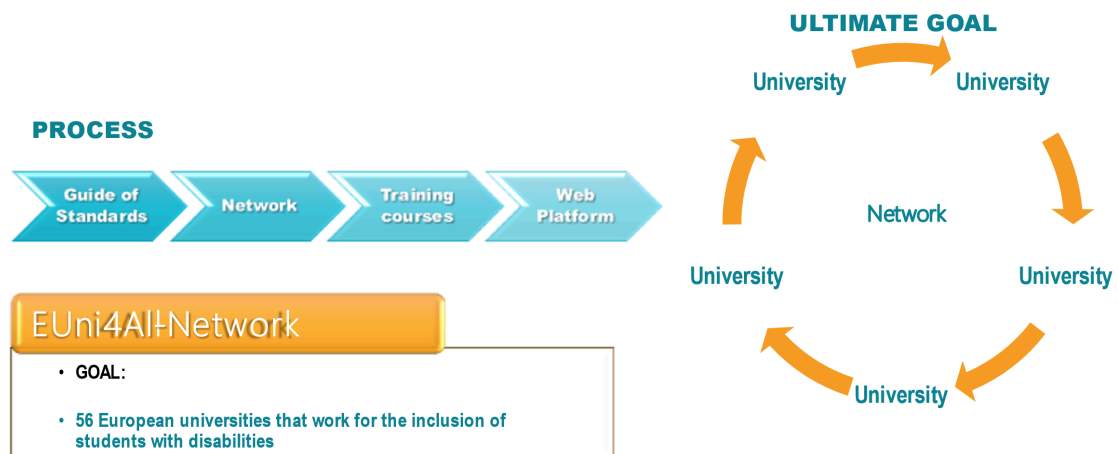 ULTIMATE GOAL
University
University
PROCESS
Guide of
Standards
Network
Training
courses
Web
Platform
Network
University
University
EUni4All-Network
University
• GOAL:
• 56 European universities that work for the inclusion of
students with disabilities